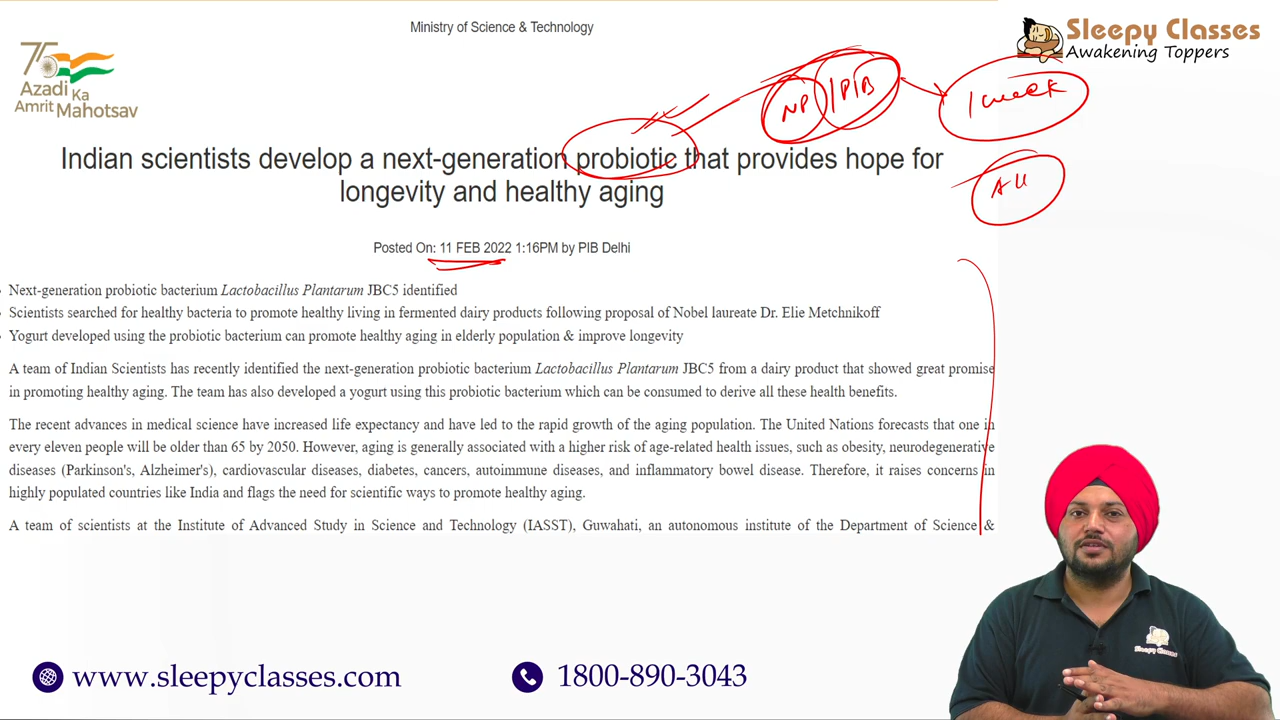 Ministry of Science & Technology
Sleepy Classes
Awakening Toppers
75
Azadi Ka
Amrit Mahotsav
NP / PIB
1 week
All
Indian scientists develop a next-generation probiotic that provides hope for
longevity and healthy aging
Posted On: 11 FEB 2022 1:16PM by PIB Delhi
Next-generation probiotic bacterium Lactobacillus Plantarum JBC5 identified
Scientists searched for healthy bacteria to promote healthy living in fermented dairy products following proposal of Nobel laureate Dr. Elie Metchnikoff
Yogurt developed using the probiotic bacterium can promote healthy aging in elderly population & improve longevity
A team of Indian Scientists has recently identified the next-generation probiotic bacterium Lactobacillus Plantarum JBC5 from a dairy product that showed great promise
in promoting healthy aging. The team has also developed a yogurt using this probiotic bacterium which can be consumed to derive all these health benefits.
The recent advances in medical science have increased life expectancy and have led to the rapid growth of the aging population. The United Nations forecasts that one in
every eleven people will be older than 65 by 2050. However, aging is generally associated with a higher risk of age-related health issues, such as obesity, neurodegenerative
diseases (Parkinson's, Alzheimer's), cardiovascular diseases, diabetes, cancers, autoimmune diseases, and inflammatory bowel disease. Therefore, it raises concerns in
highly populated countries like India and flags the need for scientific ways to promote healthy aging.
A team of scientists at the Institute of Advanced Study in Science and Technology (IASST), Guwahati, an autonomous institute of the Department of Science &
Sleepy Classes
www.sleepyclasses.com
1800-890-3043